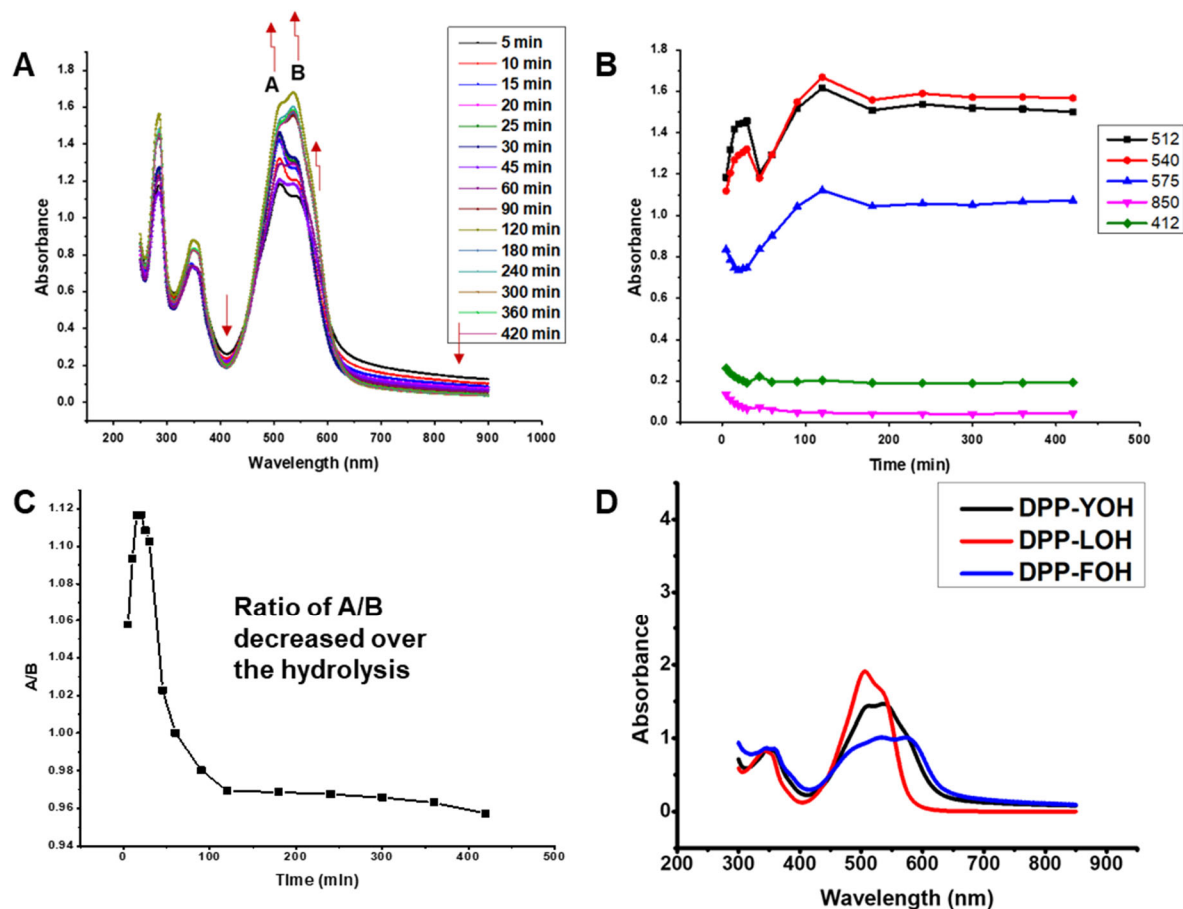 A
A
B
5 min
10 min
15 min
20 min
25 min
30 min
45 min
60 min
90 min
120 min
180 min
240 min
300 min
360 min
420 min
1.8
1.6
1.4
1.2
1.0
0.8
0.6
0.4
0.2
0.0
Absorbance
200 300 400 500 600 700 800 900 1000
Wavelength (nm)
B
1.8
1.6
1.4
1.2
1.0
0.8
0.6
0.4
0.2
0.0
Absorbance
512
540
575
850
412
0 100 200 300 400 500
Time (min)
C
1.12
1.10
1.08
1.06
1.04
1.02
1.00
0.98
0.96
0.94
A/B
Ratio of A/B
decreased over
the hydrolysis
0 100 200 300 400 500
Time (min)
D
DPP-YOH
DPP-LOH
DPP-FOH
4
3
2
1
0
Absorbance
200 300 400 500 600 700 800 900
Wavelength (nm)